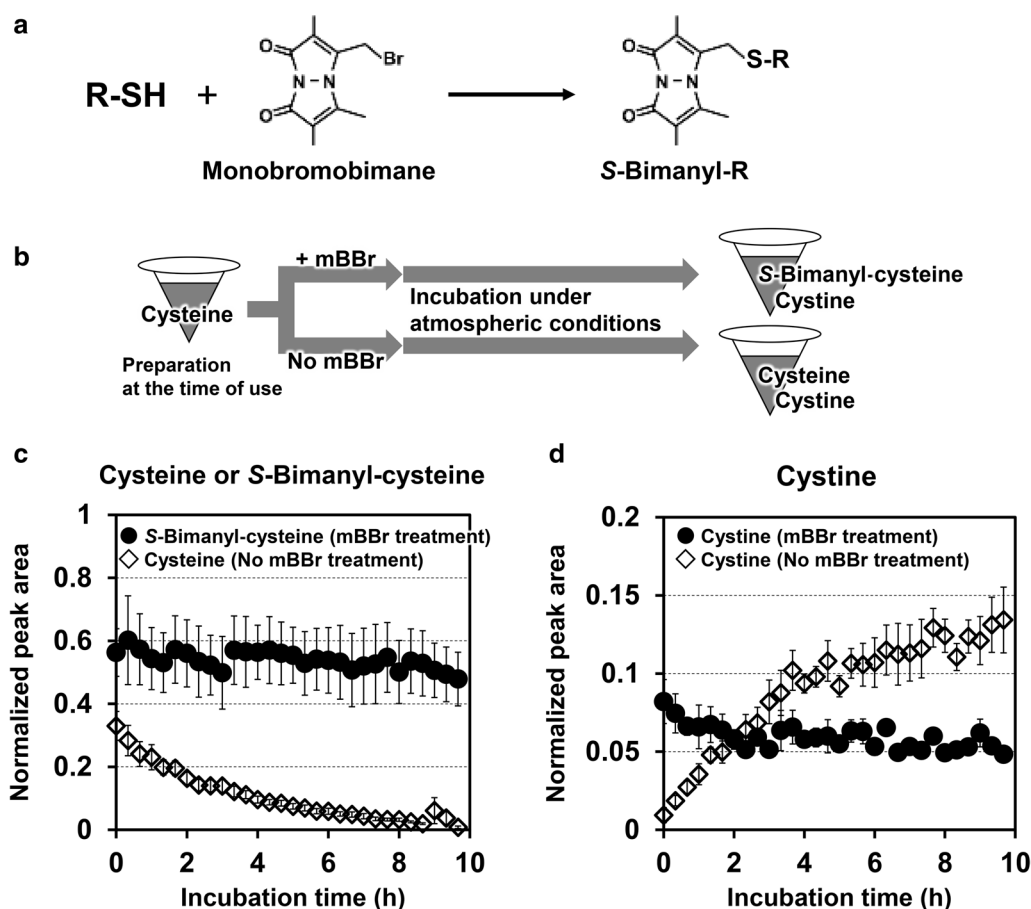 a
R-SH + 
O
O
N-N
Br
Monobromobimane
O
O
N-N
S-R
S-Bimanyl-R
b
Cysteine
Preparation
at the time of use
+ mBBr
No mBBr
Incubation under
atmospheric conditions
S-Bimanyl-cysteine
Cystine
Cysteine
Cystine
c
Cysteine or S-Bimanyl-cysteine
S-Bimanyl-cysteine (mBBr treatment)
Cysteine (No mBBr treatment)
Normalized peak area
1
0.8
0.6
0.4
0.2
0
0 2 4 6 8 10
Incubation time (h)
d
Cystine
Cystine (mBBr treatment)
Cystine (No mBBr treatment)
Normalized peak area
0.2
0.15
0.1
0.05
0
0 2 4 6 8 10
Incubation time (h)